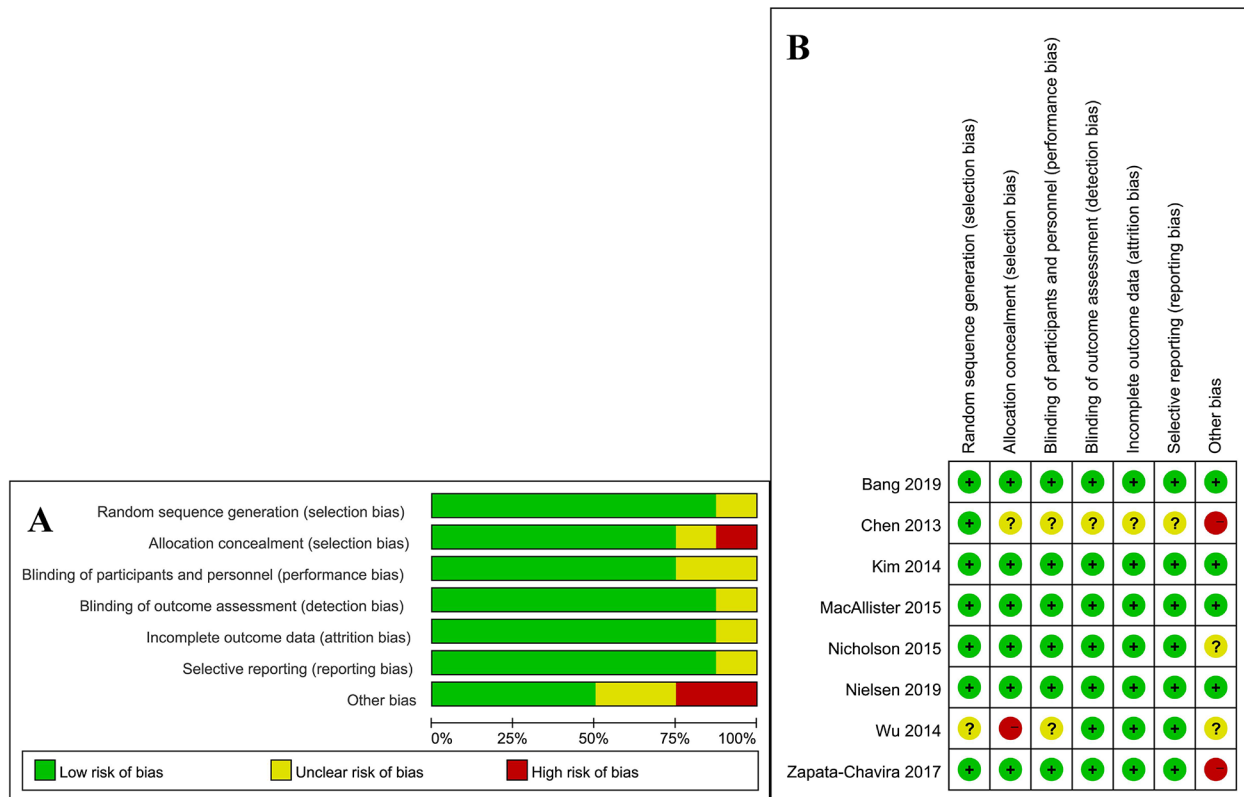 A
Random sequence generation (selection bias)
Allocation concealment (selection bias)
Blinding of participants and personnel (performance bias)
Blinding of outcome assessment (detection bias)
Incomplete outcome data (attrition bias)
Selective reporting (reporting bias)
Other bias
0% 25% 50% 75% 100%
Low risk of bias Unclear risk of bias High risk of bias
B
Random sequence generation (selection bias)
Allocation concealment (selection bias)
Blinding of participants and personnel (performance bias)
Blinding of outcome assessment (detection bias)
Incomplete outcome data (attrition bias)
Selective reporting (reporting bias)
Other bias
Bang 2019 + + + + + + +
Chen 2013 + ? ? ? ? ? -
Kim 2014 + + + + + + +
MacAllister 2015 + + + + + + +
Nicholson 2015 + + + + + + ?
Nielsen 2019 + + + + + + +
Wu 2014 ? - ? + + + ?
Zapata-Chavira 2017 + + + + + + -